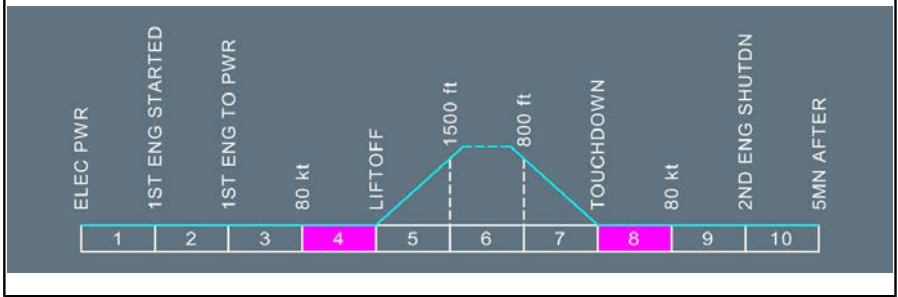 ELEC PWR
1ST ENG STARTED
1ST ENG TO PWR
80 kt
LIFTOFF
1500 ft
800 ft
TOUCHDOWN
80 kt
2ND ENG SHUTDN
5MN AFTER
1 2 3 4 5 6 7 8 9 10